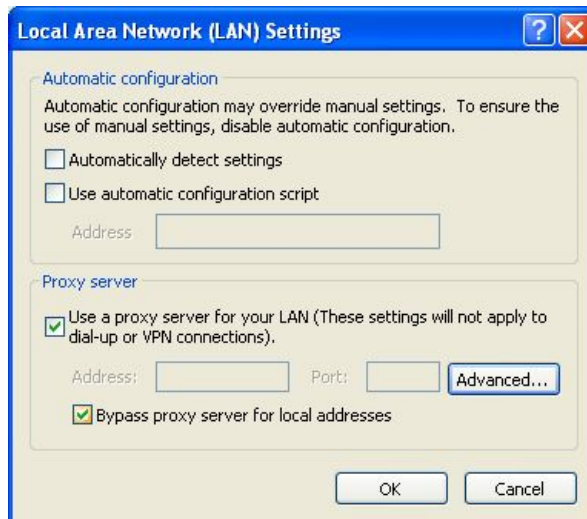 Local Area Network (LAN) Settings
Automatic configuration
Automatic configuration may override manual settings. To ensure the
use of manual settings, disable automatic configuration.
Automatically detect settings
Use automatic configuration script
Address
Proxy server
Use a proxy server for your LAN (These settings will not apply to
dial-up or VPN connections).
Address:
Port:
Advanced...
Bypass proxy server for local addresses
OK
Cancel